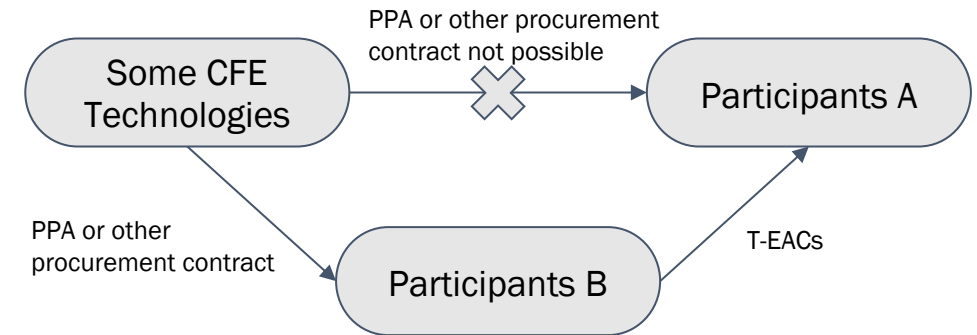 PPA or other procurement
contract not possible
Some CFE
Technologies
Participants A
PPA or other
procurement contract
T-EACs
Participants B